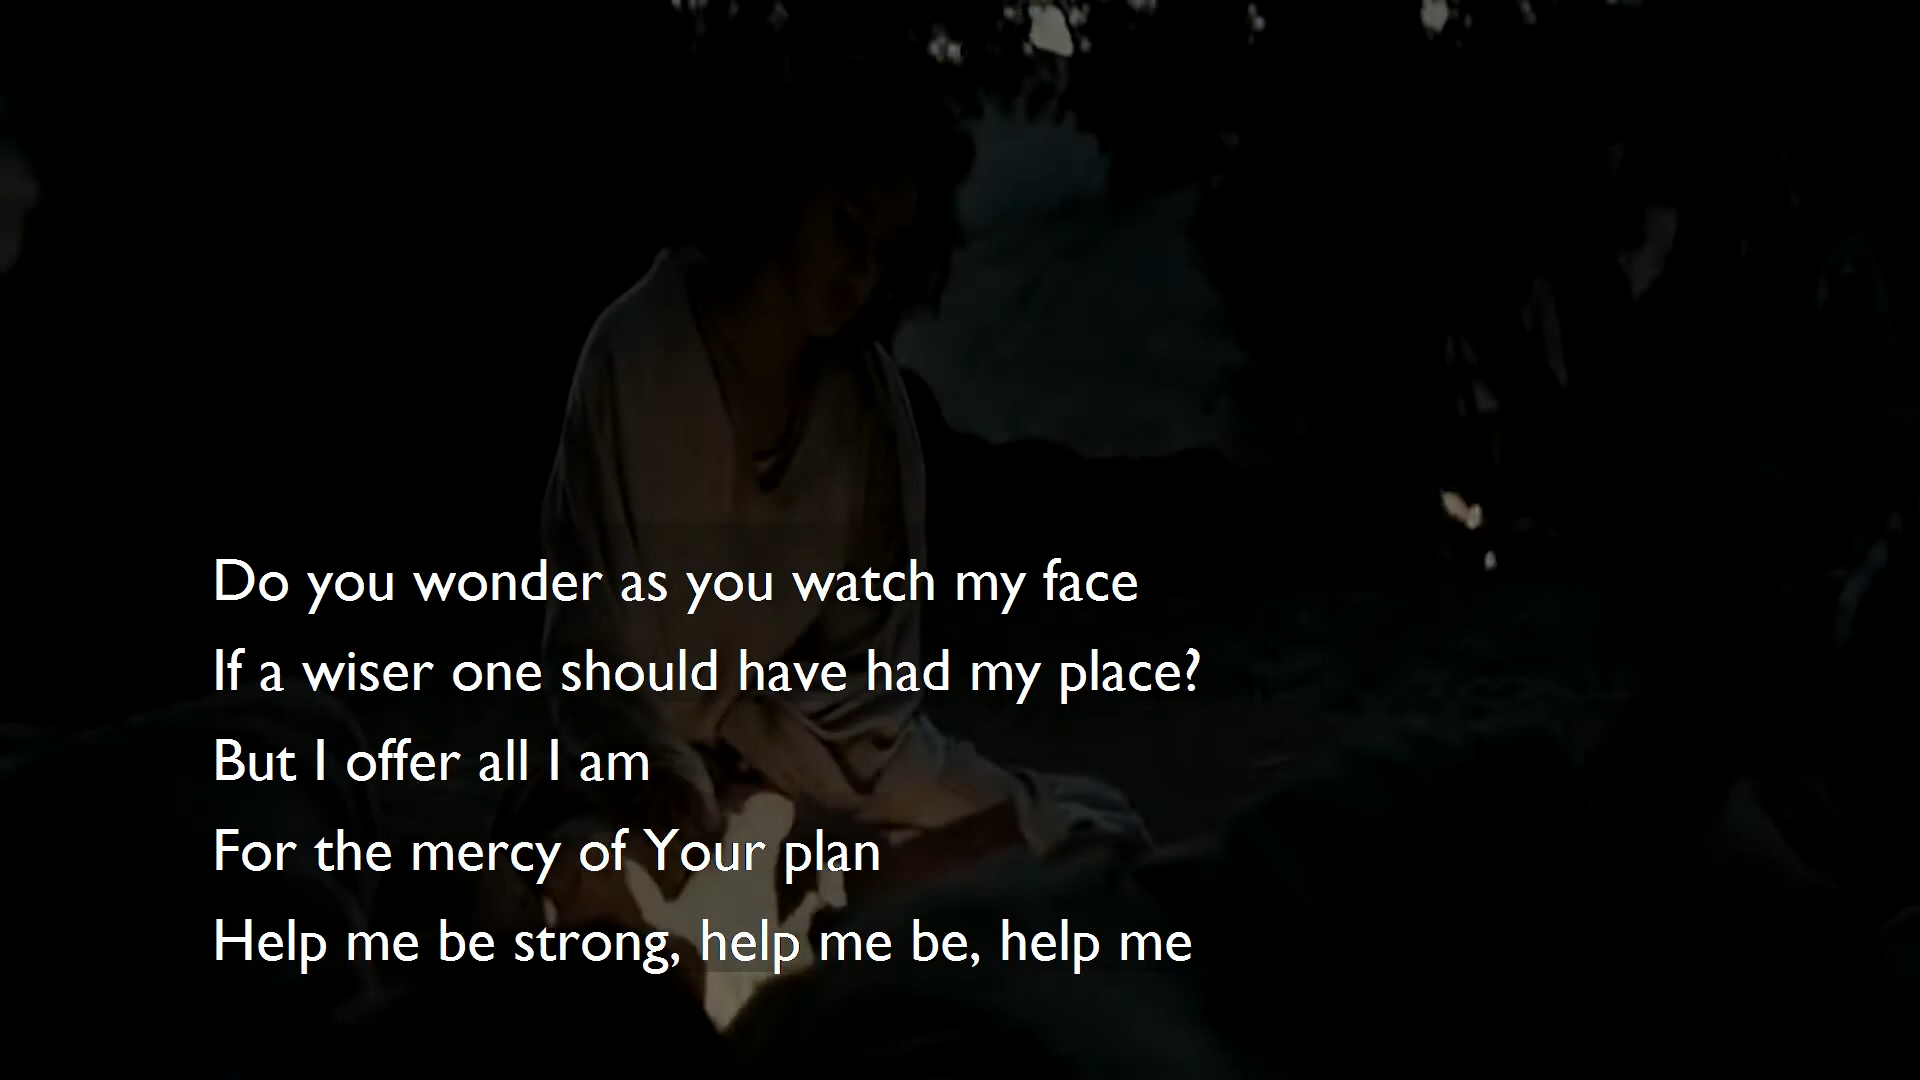 Do you wonder as you watch my face
If a wiser one should have had my place?
But I offer all I am
For the mercy of Your plan
Help me be strong, help me be, help me